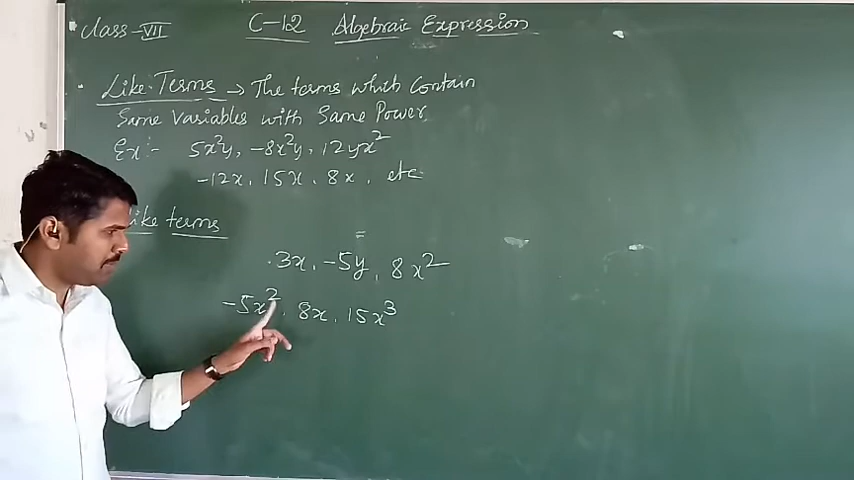 Class-VII C-12 Algebraic Expression
Like Terms → The terms which Contain
Same Variables with Same Power
Ex:- 5x²y, -8x²y, 12yx²
-12x, 15x, 8x, etc
like terms
=
3x, -5y, 8x²
-5x², 8x, 15x³